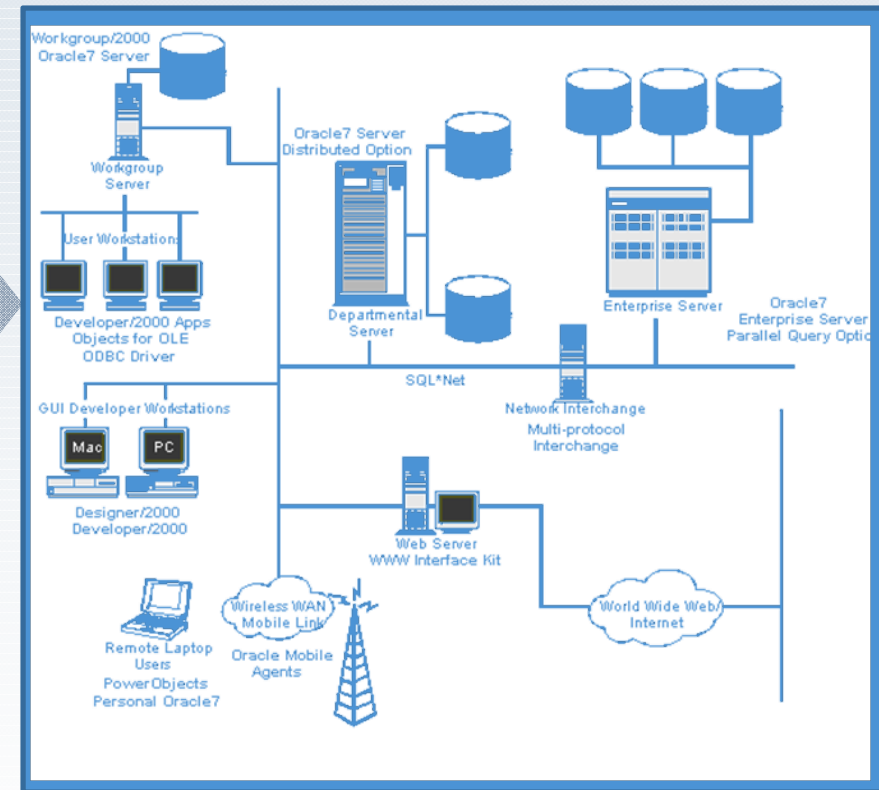 Workgroup/2000
Oracle7 Server
Workgroup
Server
User Workstations
Developer/2000 Apps
Objects for OLE
ODBC Driver
Oracle7 Server
Distributed Option
Departmental
Server
Enterprise Server
Oracle7
Enterprise Server
Parallel Query Optio
SQL*Net
Network Interchange
Multi-protocol
Interchange
GUI Developer Workstations
Mac
PC
Designer/2000
Developer/2000
Web Server
WWW Interface Kit
Remote Laptop
Users
PowerObjects
Personal Oracle7
Wireless WAN
Mobile Link
Oracle Mobile
Agents
World Wide Web/
Internet